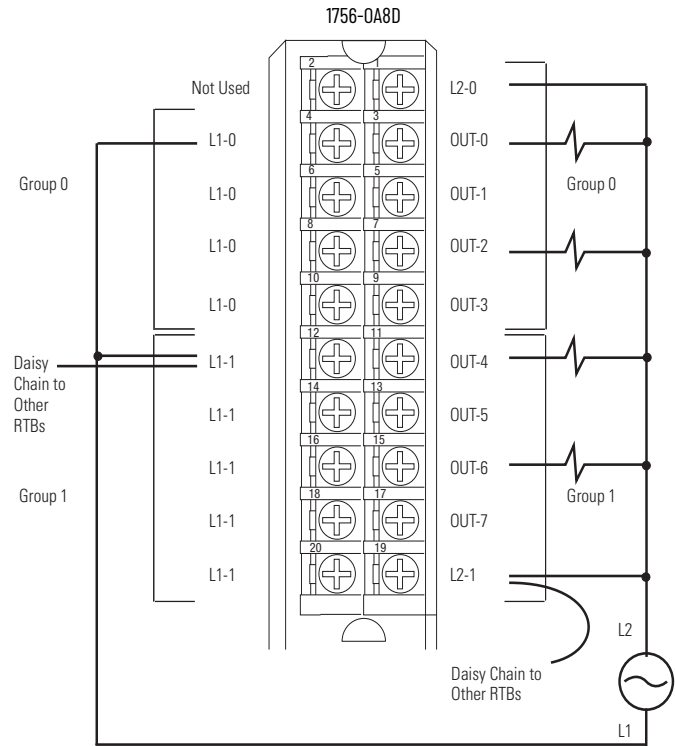 1756-OA8D
2 1
Not Used L2-0
4 3
L1-0 OUT-0
6 5
Group 0 L1-0 OUT-1 Group 0
8 7
L1-0 OUT-2
10 9
L1-0 OUT-3
12 11
L1-1 OUT-4
Daisy
Chain to
Other
RTBs
14 13
L1-1 OUT-5
16 15
L1-1 OUT-6
Group 1 Group 1
18 17
L1-1 OUT-7
20 19
L1-1 L2-1
L2
Daisy Chain to
Other RTBs
L1